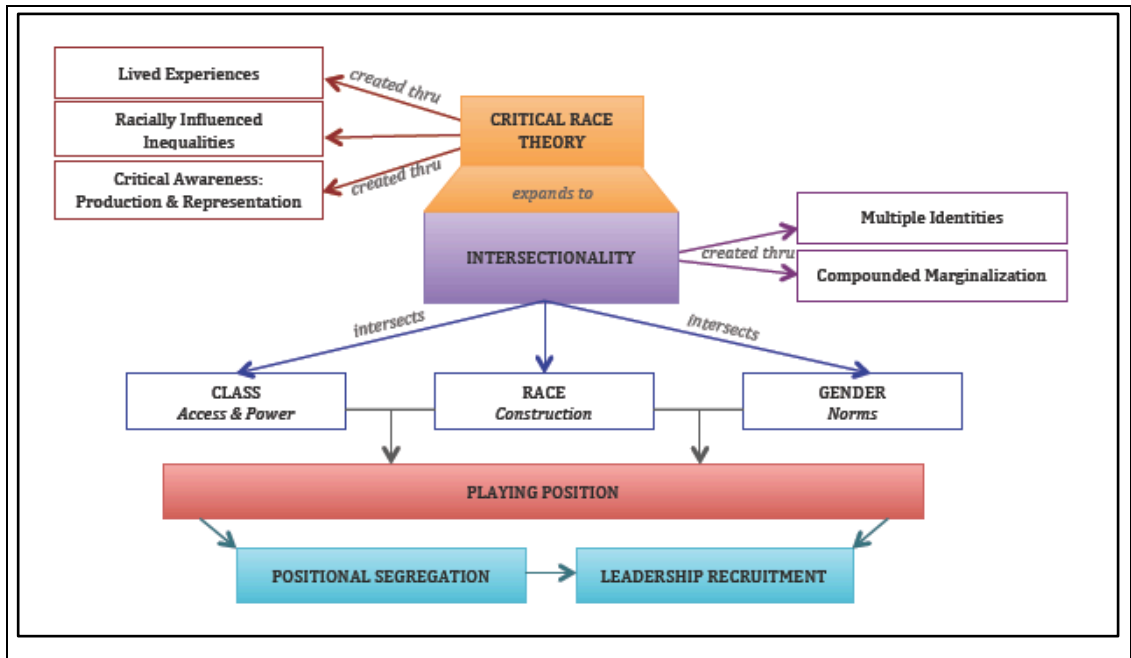 Lived Experiences
created thru
Racially Influenced
Inequalities
CRITICAL RACE
THEORY
created thru
Critical Awareness:
Production & Representation
expands to
Multiple Identities
INTERSECTIONALITY
created thru
Compounded Marginalization
intersects
intersects
CLASS
Access & Power
RACE
Construction
GENDER
Norms
PLAYING POSITION
POSITIONAL SEGREGATION
LEADERSHIP RECRUITMENT